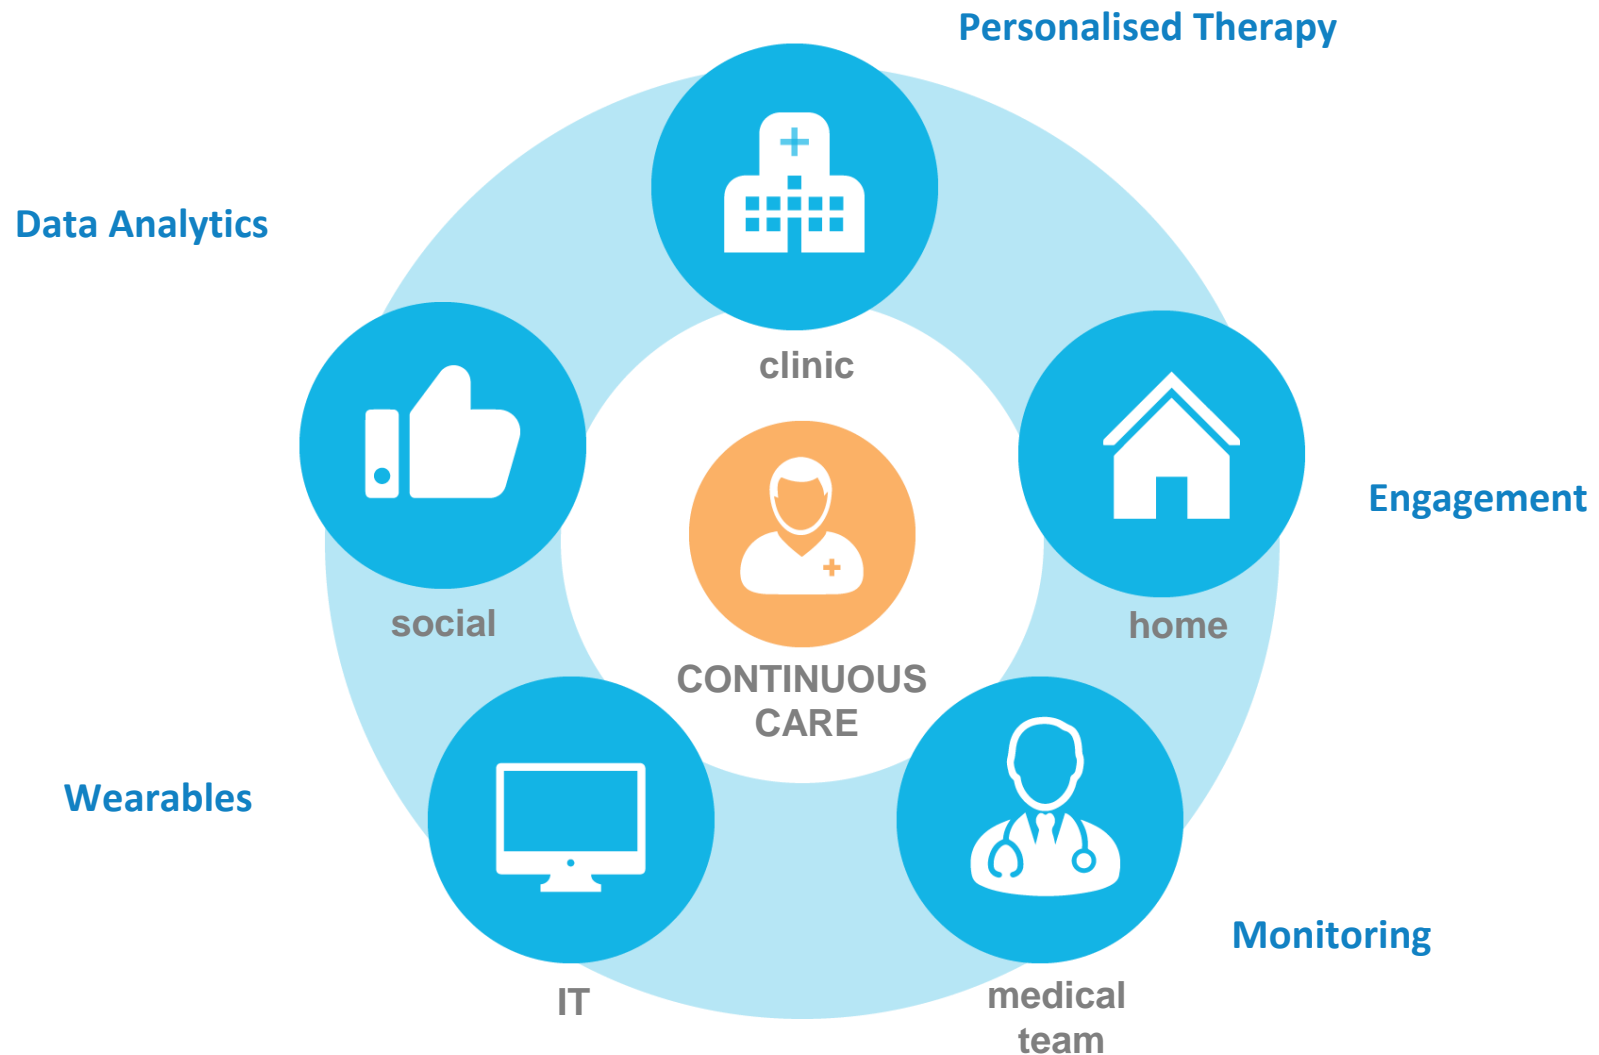 Personalised Therapy
Data Analytics
clinic
Engagement
social
home
CONTINUOUS
CARE
Wearables
Monitoring
IT
medical
team